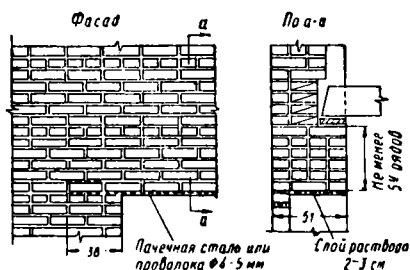 Фасад
По а-а
а
а
Не менее
5У рядов
38
51
Пачечная сталь или
проволока Ф4-5 мм
Слой раствора
2-3 см